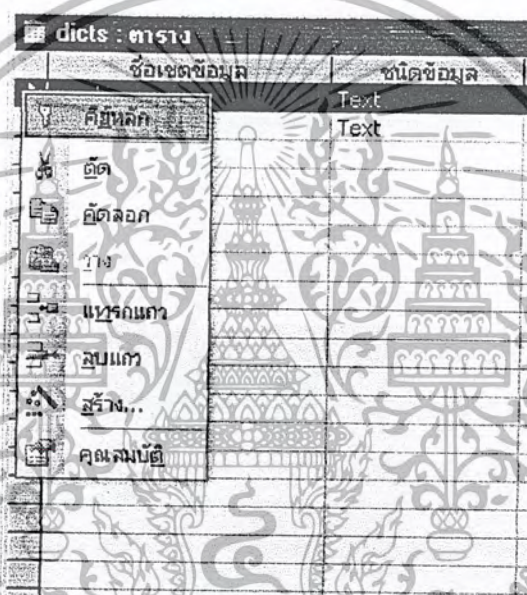 dicts : ตาราง
ชื่อเขตข้อมูล ชนิดข้อมูล
Text
Text
คีย์หลัก
ตัด
คัดลอก
วาง
แทรกแถว
ลบแถว
สร้าง...
คุณสมบัติ